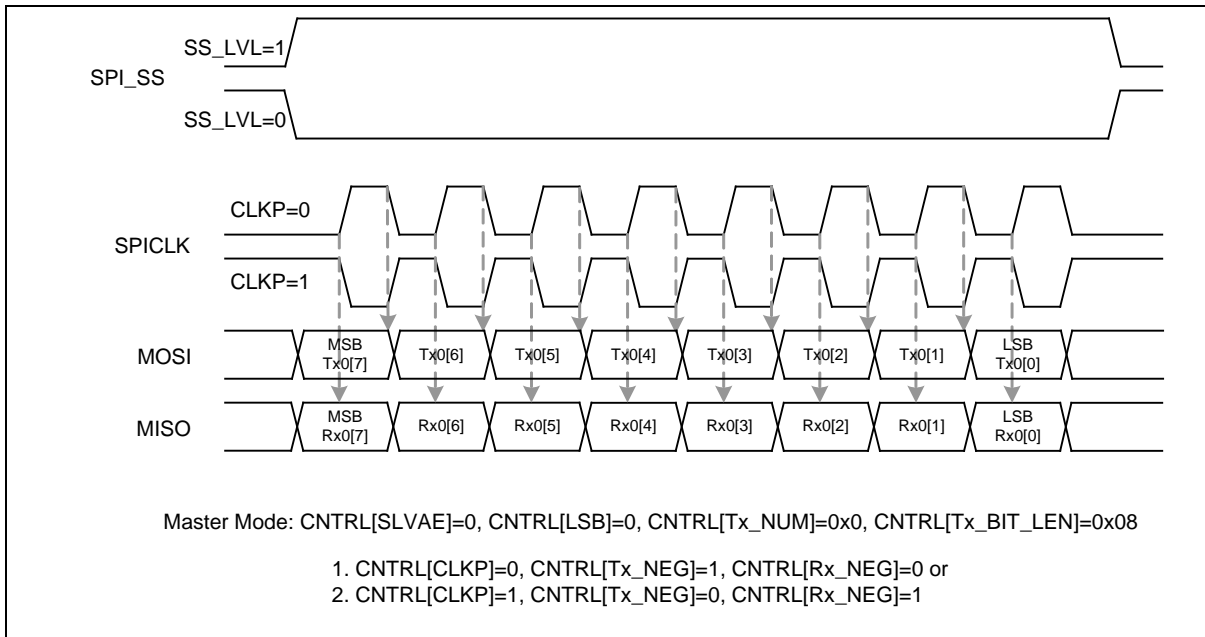 SS_LVL=1
SPI_SS
SS_LVL=0
CLKP=0
SPICLK
CLKP=1
MOSI
MSB
Tx0[7]
Tx0[6]
Tx0[5]
Tx0[4]
Tx0[3]
Tx0[2]
Tx0[1]
LSB
Tx0[0]
MISO
MSB
Rx0[7]
Rx0[6]
Rx0[5]
Rx0[4]
Rx0[3]
Rx0[2]
Rx0[1]
LSB
Rx0[0]
Master Mode: CNTRL[SLVAE]=0, CNTRL[LSB]=0, CNTRL[Tx_NUM]=0x0, CNTRL[Tx_BIT_LEN]=0x08
1. CNTRL[CLKP]=0, CNTRL[Tx_NEG]=1, CNTRL[Rx_NEG]=0 or
2. CNTRL[CLKP]=1, CNTRL[Tx_NEG]=0, CNTRL[Rx_NEG]=1